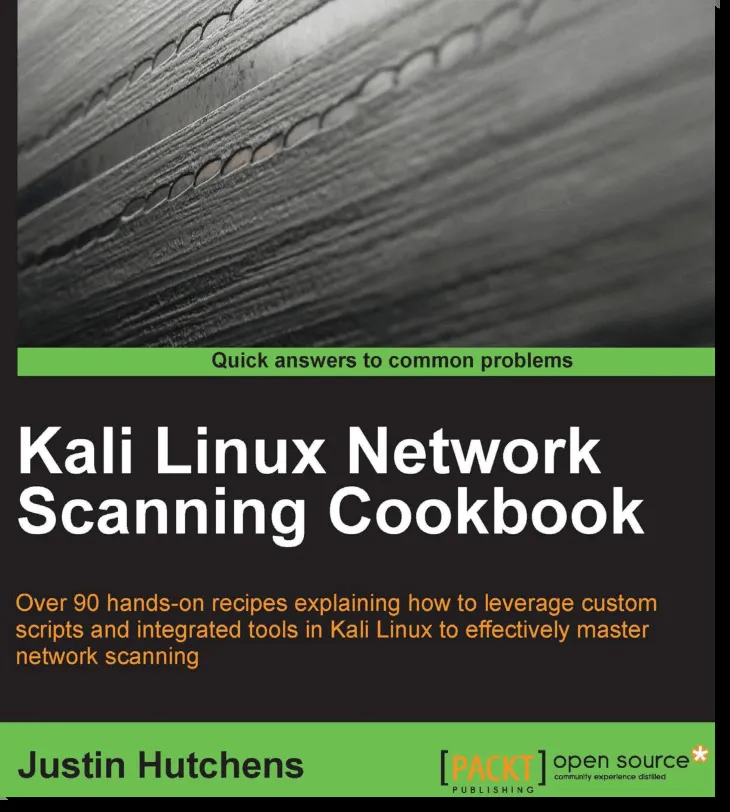 Quick answers to common problems
Kali Linux Network
Scanning Cookbook
Over 90 hands-on recipes explaining how to leverage custom
scripts and integrated tools in Kali Linux to effectively master
network scanning
Justin Hutchens
[PACKT]
PUBLISHING
open source*
community experience distilled